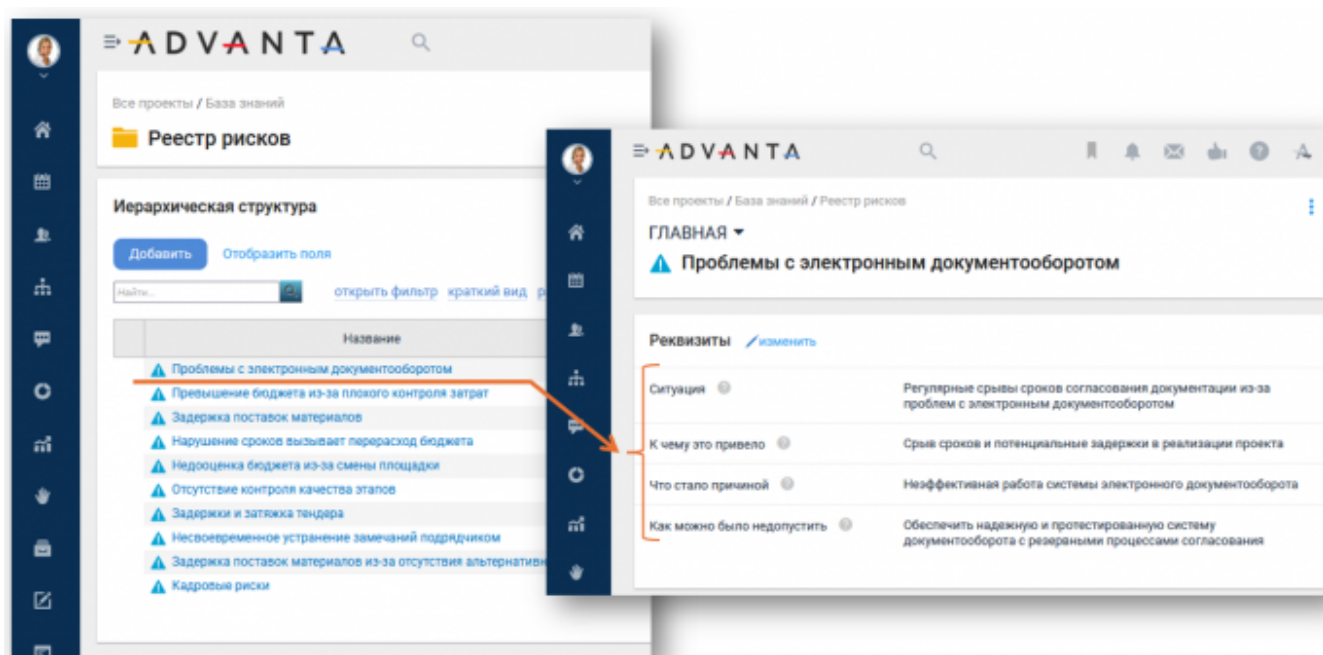 ADVANTA
Все проекты / База знаний
Реестр рисков
Иерархическая структура
Добавить Отобразить поля
Найти... открыть фильтр краткий вид
Название
Проблемы с электронным документооборотом
Превышение бюджета из-за плохого контроля затрат
Задержка поставок материалов
Нарушение сроков вызывает перерасход бюджета
Недооценка бюджета из-за смены площадки
Отсутствие контроля качества этапов
Задержки и затяжка тендера
Несвоевременное устранение замечаний подрядчиком
Задержка поставок материалов из-за отсутствия альтернативн
Кадровые риски
ADVANTA
Все проекты / База знаний / Реестр рисков
ГЛАВНАЯ
Проблемы с электронным документооборотом
Реквизиты изменить
Ситуация Регулярные срывы сроков согласования документации из-за
проблем с электронным документооборотом
К чему это привело Срыв сроков и потенциальные задержки в реализации проекта
Что стало причиной Неэффективная работа системы электронного документооборота
Как можно было недопустить Обеспечить надежную и протестированную систему
документооборота с резервными процессами согласования